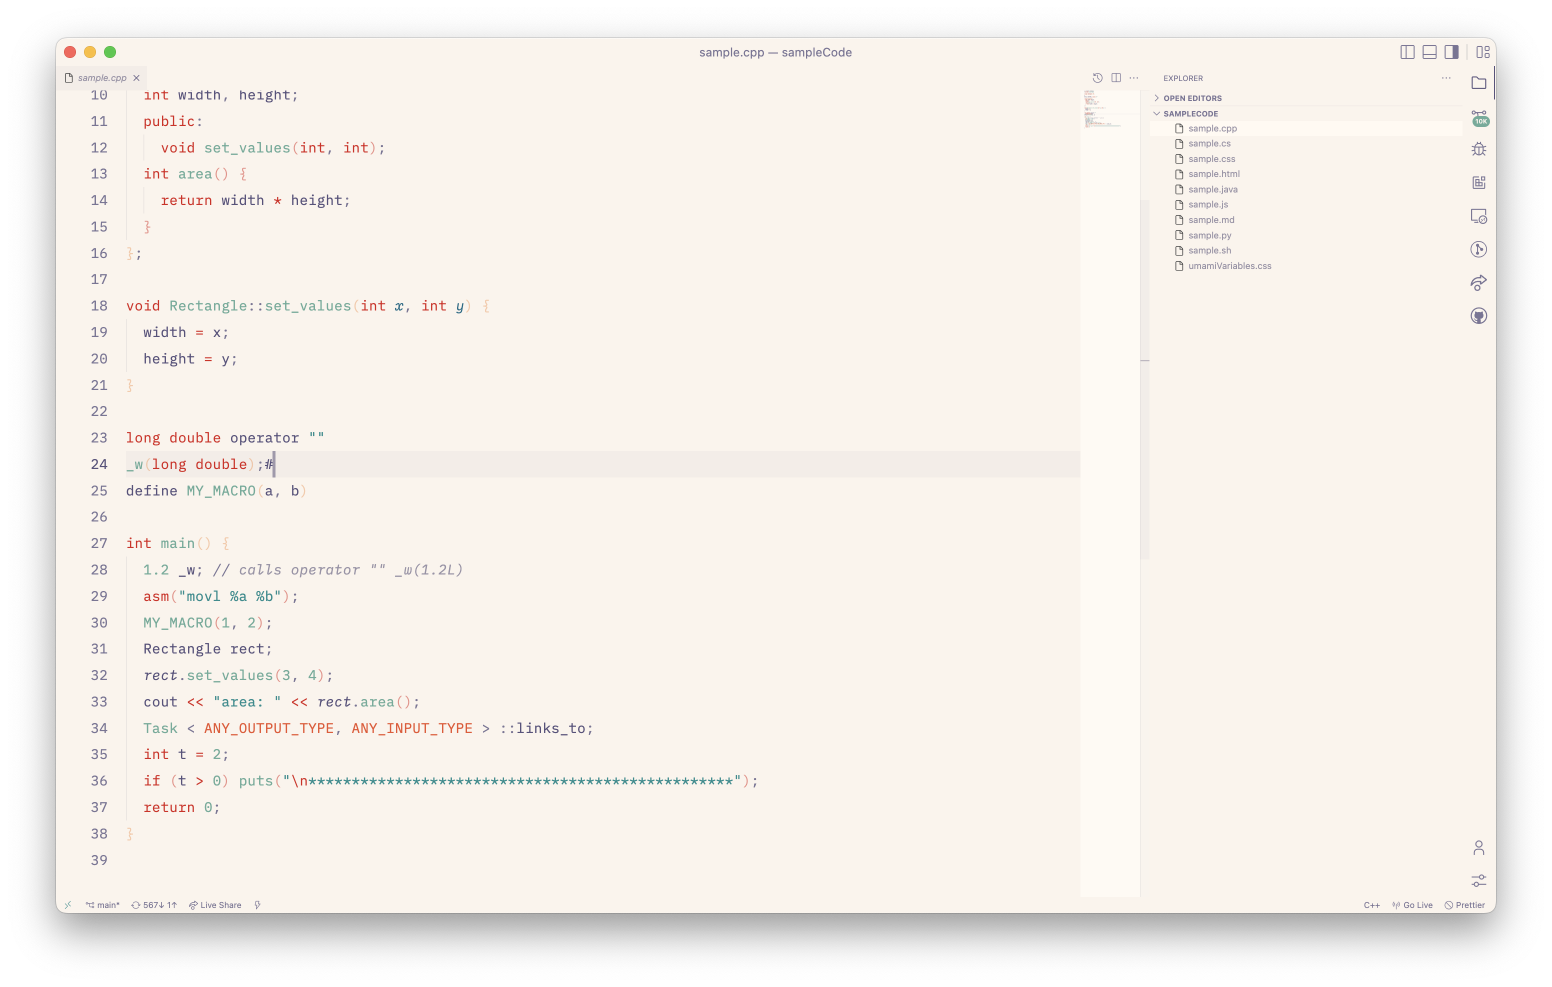 sample.cpp — sampleCode
sample.cpp
10 int width, height;
11 public:
12 void set_values(int, int);
13 int area() {
14 return width * height;
15 }
16 };
17
18 void Rectangle::set_values(int x, int y) {
19 width = x;
20 height = y;
21 }
22
23 long double operator ""
24 _w(long double);#
25 define MY_MACRO(a, b)
26
27 int main() {
28 1.2 _w; // calls operator "" _w(1.2L)
29 asm("movl %a %b");
30 MY_MACRO(1, 2);
31 Rectangle rect;
32 rect.set_values(3, 4);
33 cout << "area: " << rect.area();
34 Task < ANY_OUTPUT_TYPE, ANY_INPUT_TYPE > ::links_to;
35 int t = 2;
36 if (t > 0) puts("\n*************************************************");
37 return 0;
38 }
39
EXPLORER
OPEN EDITORS
SAMPLECODE
sample.cpp
sample.cs
sample.css
sample.html
sample.java
sample.js
sample.md
sample.py
sample.sh
umamiVariables.css
10K
main* 567↓ 1↑ Live Share
C++ Go Live Prettier